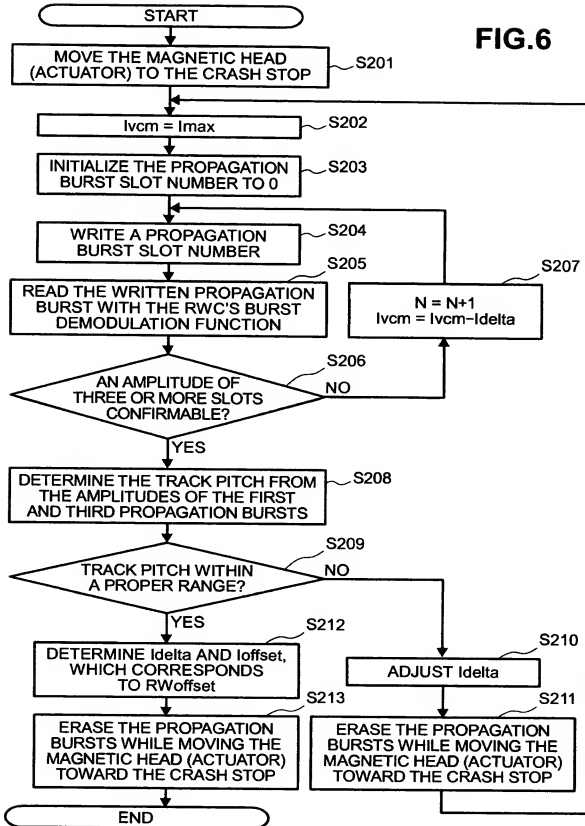 START
FIG.6
MOVE THE MAGNETIC HEAD
(ACTUATOR) TO THE CRASH STOP
S201
Ivcm = Imax
S202
INITIALIZE THE PROPAGATION
BURST SLOT NUMBER TO 0
S203
WRITE A PROPAGATION
BURST SLOT NUMBER
S204
READ THE WRITTEN PROPAGATION
BURST WITH THE RWC'S BURST
DEMODULATION FUNCTION
S205
AN AMPLITUDE OF
THREE OR MORE SLOTS
CONFIRMABLE?
S206
NO
YES
N = N+1
Ivcm = Ivcm−Idelta
S207
DETERMINE THE TRACK PITCH FROM
THE AMPLITUDES OF THE FIRST
AND THIRD PROPAGATION BURSTS
S208
TRACK PITCH WITHIN
A PROPER RANGE?
S209
NO
YES
DETERMINE Idelta AND Ioffset,
WHICH CORRESPONDS
TO RWoffset
S212
ADJUST Idelta
S210
ERASE THE PROPAGATION
BURSTS WHILE MOVING THE
MAGNETIC HEAD (ACTUATOR)
TOWARD THE CRASH STOP
S213
ERASE THE PROPAGATION
BURSTS WHILE MOVING THE
MAGNETIC HEAD (ACTUATOR)
TOWARD THE CRASH STOP
S211
END